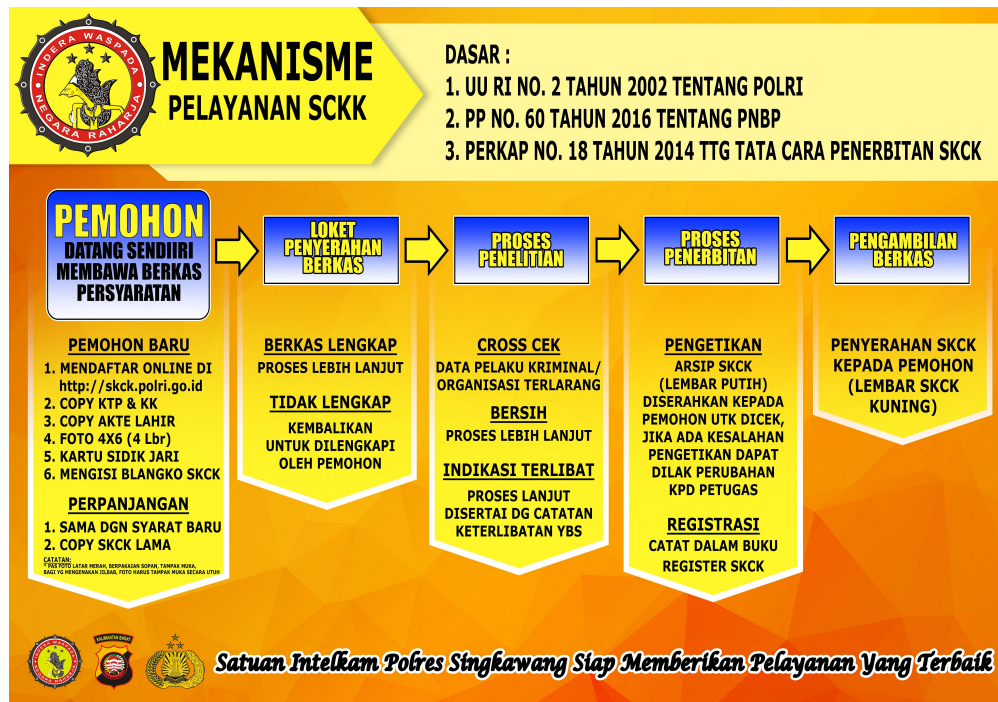 INDERA WASPADA
NEGARA RAHARJA
MEKANISME
PELAYANAN SCKK
DASAR :
1. UU RI NO. 2 TAHUN 2002 TENTANG POLRI
2. PP NO. 60 TAHUN 2016 TENTANG PNBP
3. PERKAP NO. 18 TAHUN 2014 TTG TATA CARA PENERBITAN SKCK
PEMOHON
DATANG SENDIIRI
MEMBAWA BERKAS
PERSYARATAN
PEMOHON BARU
1. MENDAFTAR ONLINE DI
http://skck.polri.go.id
2. COPY KTP & KK
3. COPY AKTE LAHIR
4. FOTO 4X6 (4 Lbr)
5. KARTU SIDIK JARI
6. MENGISI BLANGKO SKCK
PERPANJANGAN
1. SAMA DGN SYARAT BARU
2. COPY SKCK LAMA
CATATAN:
* PAS FOTO LATAR MERAH, BERPAKAIAN SOPAN, TAMPAK MUKA,
BAGI YG MENGENAKAN JILBAB, FOTO HARUS TAMPAK MUKA SECARA UTUH
LOKET
PENYERAHAN
BERKAS
BERKAS LENGKAP
PROSES LEBIH LANJUT
TIDAK LENGKAP
KEMBALIKAN
UNTUK DILENGKAPI
OLEH PEMOHON
PROSES
PENELITIAN
CROSS CEK
DATA PELAKU KRIMINAL/
ORGANISASI TERLARANG
BERSIH
PROSES LEBIH LANJUT
INDIKASI TERLIBAT
PROSES LANJUT
DISERTAI DG CATATAN
KETERLIBATAN YBS
PROSES
PENERBITAN
PENGETIKAN
ARSIP SKCK
(LEMBAR PUTIH)
DISERAHKAN KEPADA
PEMOHON UTK DICEK,
JIKA ADA KESALAHAN
PENGETIKAN DAPAT
DILAK PERUBAHAN
KPD PETUGAS
REGISTRASI
CATAT DALAM BUKU
REGISTER SKCK
PENGAMBILAN
BERKAS
PENYERAHAN SKCK
KEPADA PEMOHON
(LEMBAR SKCK
KUNING)
INDERA WASPADA
NEGARA RAHARJA
KALIMANTAN BARAT
Satuan Intelkam Polres Singkawang Siap Memberikan Pelayanan Yang Terbaik